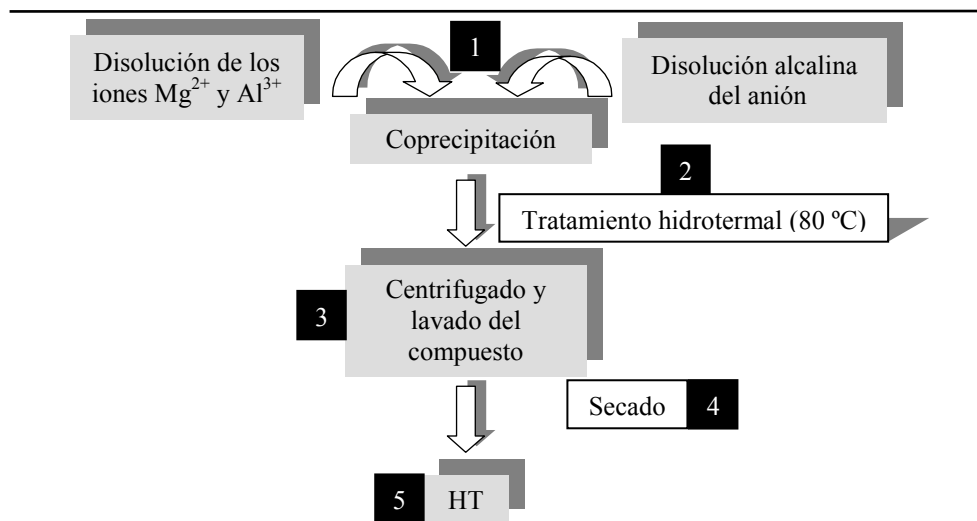 1
Disolución de los
iones Mg²⁺ y Al³⁺
Disolución alcalina
del anión
Coprecipitación
2
Tratamiento hidrotermal (80 ºC)
3
Centrifugado y
lavado del
compuesto
Secado
4
5
HT